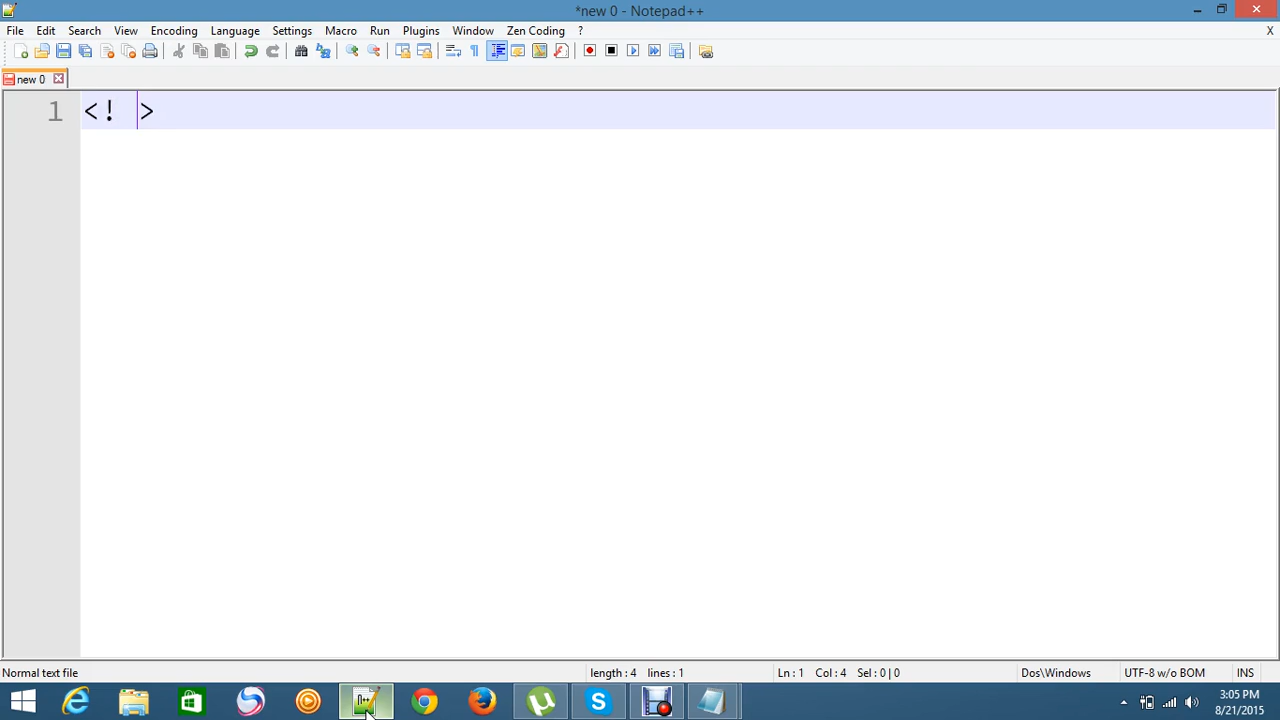 *new 0 - Notepad++
File Edit Search View Encoding Language Settings Macro Run Plugins Window Zen Coding ? X
new 0
1 <!  >
Normal text file length : 4 lines : 1 Ln : 1 Col : 4 Sel : 0 | 0 Dos\Windows UTF-8 w/o BOM INS
3:05 PM
8/21/2015